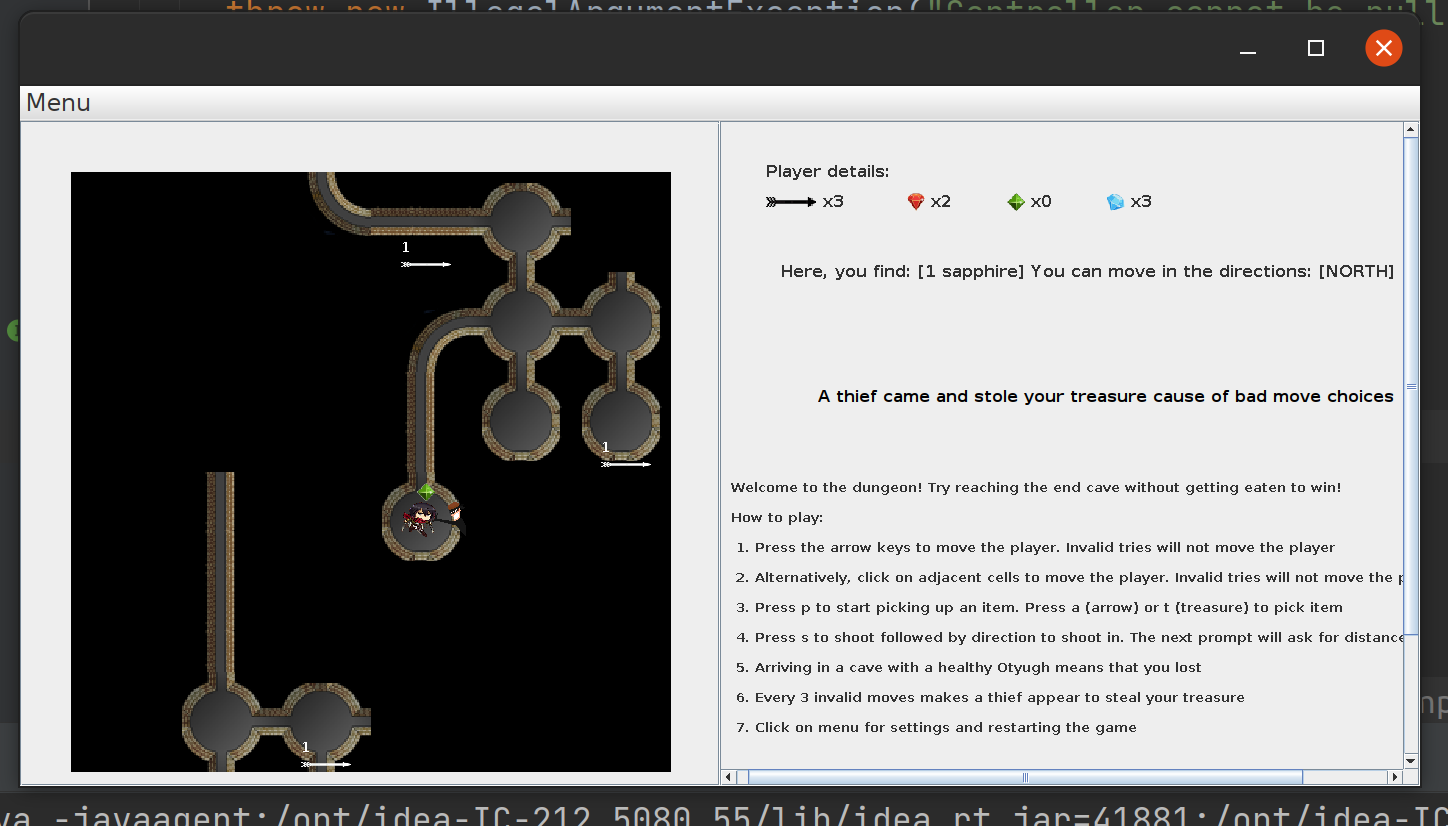 throw new IllegalArgumentException("Controller cannot be null
Menu
Player details:
x3 x2 x0 x3
1
Here, you find: [1 sapphire] You can move in the directions: [NORTH]
A thief came and stole your treasure cause of bad move choices
1
Welcome to the dungeon! Try reaching the end cave without getting eaten to win!
How to play:
1. Press the arrow keys to move the player. Invalid tries will not move the player
2. Alternatively, click on adjacent cells to move the player. Invalid tries will not move the
3. Press p to start picking up an item. Press a (arrow) or t (treasure) to pick item
4. Press s to shoot followed by direction to shoot in. The next prompt will ask for distance
5. Arriving in a cave with a healthy Otyugh means that you lost
6. Every 3 invalid moves makes a thief appear to steal your treasure
7. Click on menu for settings and restarting the game
1
va -javaagent:/opt/idea-IC-212.5080.55/lib/idea_rt.jar=41881:/opt/idea-IC